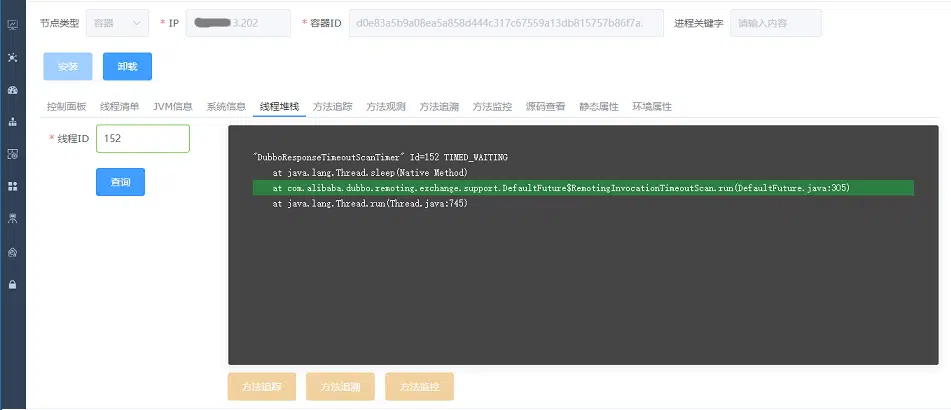 节点类型 容器 * IP 3.202 * 容器ID d0e83a5b9a08ea5a858d444c317c67559a13db815757b86f7a. 进程关键字 请输入内容
安装 卸载
控制面板 线程清单 JVM信息 系统信息 线程堆栈 方法追踪 方法观测 方法追溯 方法监控 源码查看 静态属性 环境属性
* 线程ID 152
查询
"DubboResponseTimeoutScanTimer" Id=152 TIMED_WAITING
at java.lang.Thread.sleep(Native Method)
at com.alibaba.dubbo.remoting.exchange.support.DefaultFuture$RemotingInvocationTimeoutScan.run(DefaultFuture.java:305)
at java.lang.Thread.run(Thread.java:745)
方法追踪 方法追溯 方法监控